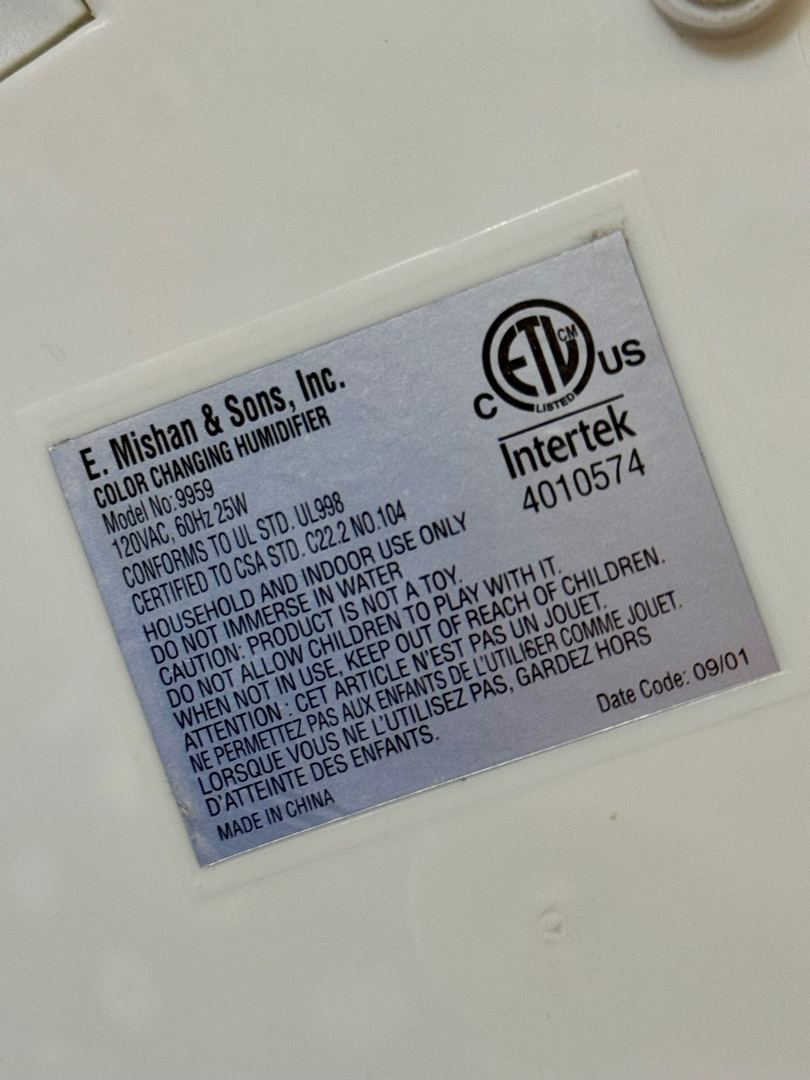 E. Mishan & Sons, Inc.
COLOR CHANGING HUMIDIFIER
Model No: 9959
120VAC, 60Hz 25W
CONFORMS TO UL STD. UL998
CERTIFIED TO CSA STD. C22.2 NO.104
ETL CM
LISTED
C US
Intertek
4010574
HOUSEHOLD AND INDOOR USE ONLY
DO NOT IMMERSE IN WATER
CAUTION: PRODUCT IS NOT A TOY.
DO NOT ALLOW CHILDREN TO PLAY WITH IT.
WHEN NOT IN USE, KEEP OUT OF REACH OF CHILDREN.
ATTENTION : CET ARTICLE N'EST PAS UN JOUET.
NE PERMETTEZ PAS AUX ENFANTS DE L'UTILI6ER COMME JOUET.
LORSQUE VOUS NE L'UTILISEZ PAS, GARDEZ HORS
D'ATTEINTE DES ENFANTS.
MADE IN CHINA
Date Code: 09/01